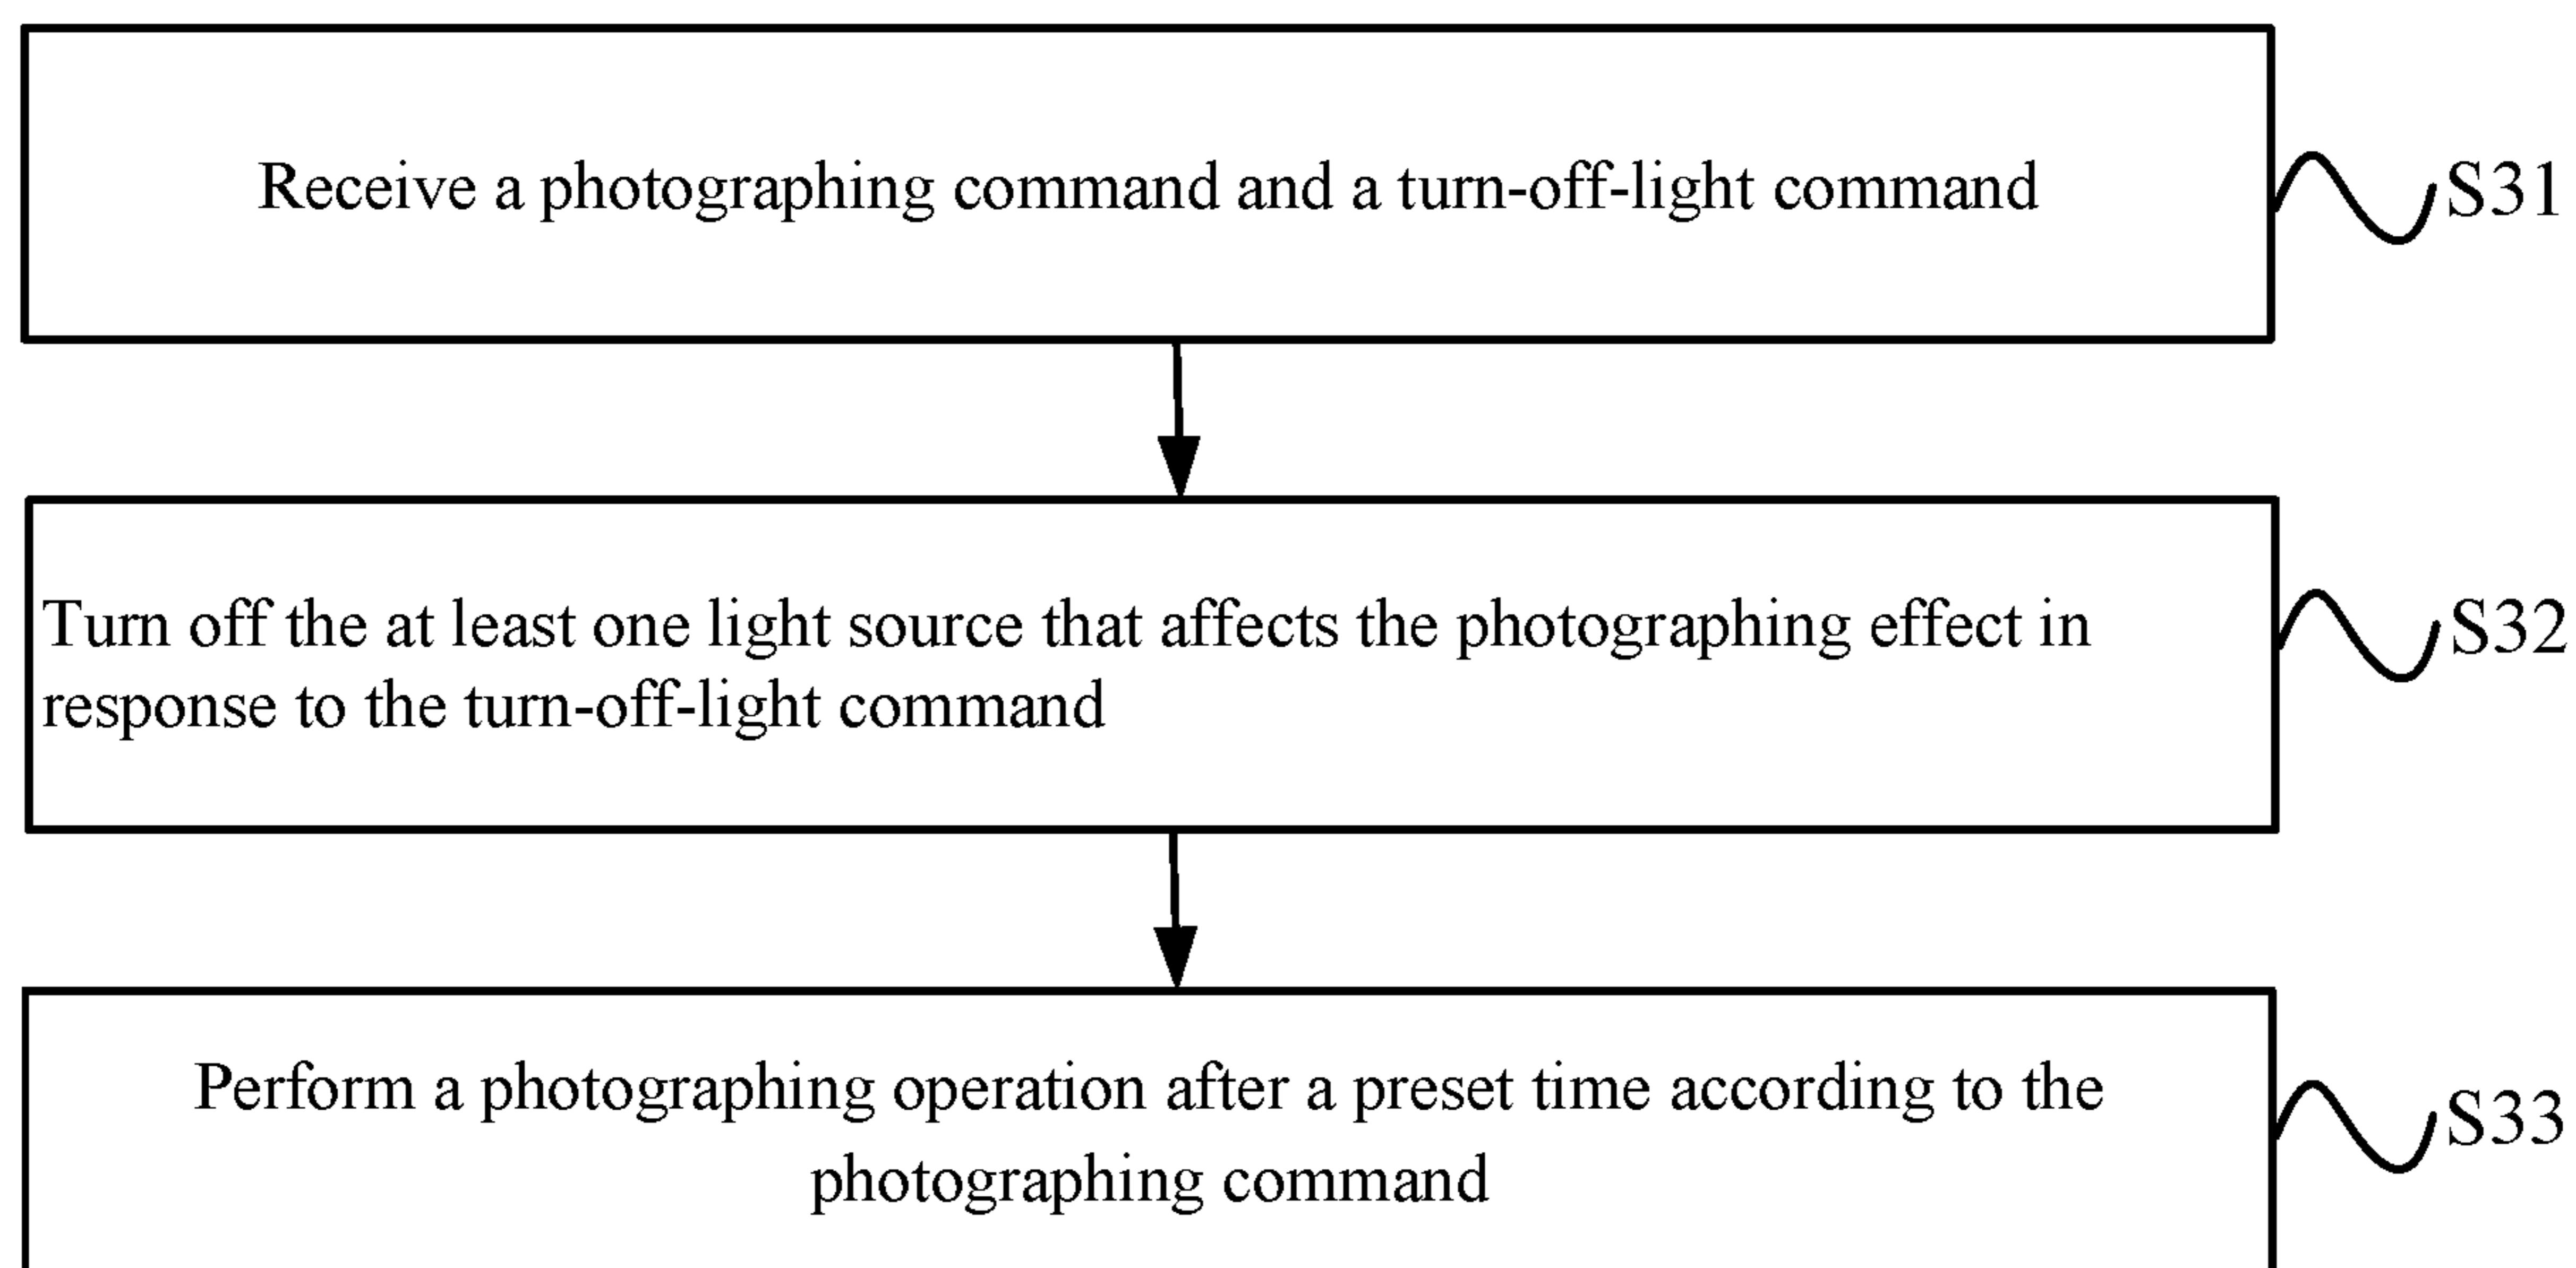 Receive a photographing command and a turn-off-light command
S31
Turn off the at least one light source that affects the photographing effect in
response to the turn-off-light command
S32
Perform a photographing operation after a preset time according to the
photographing command
S33